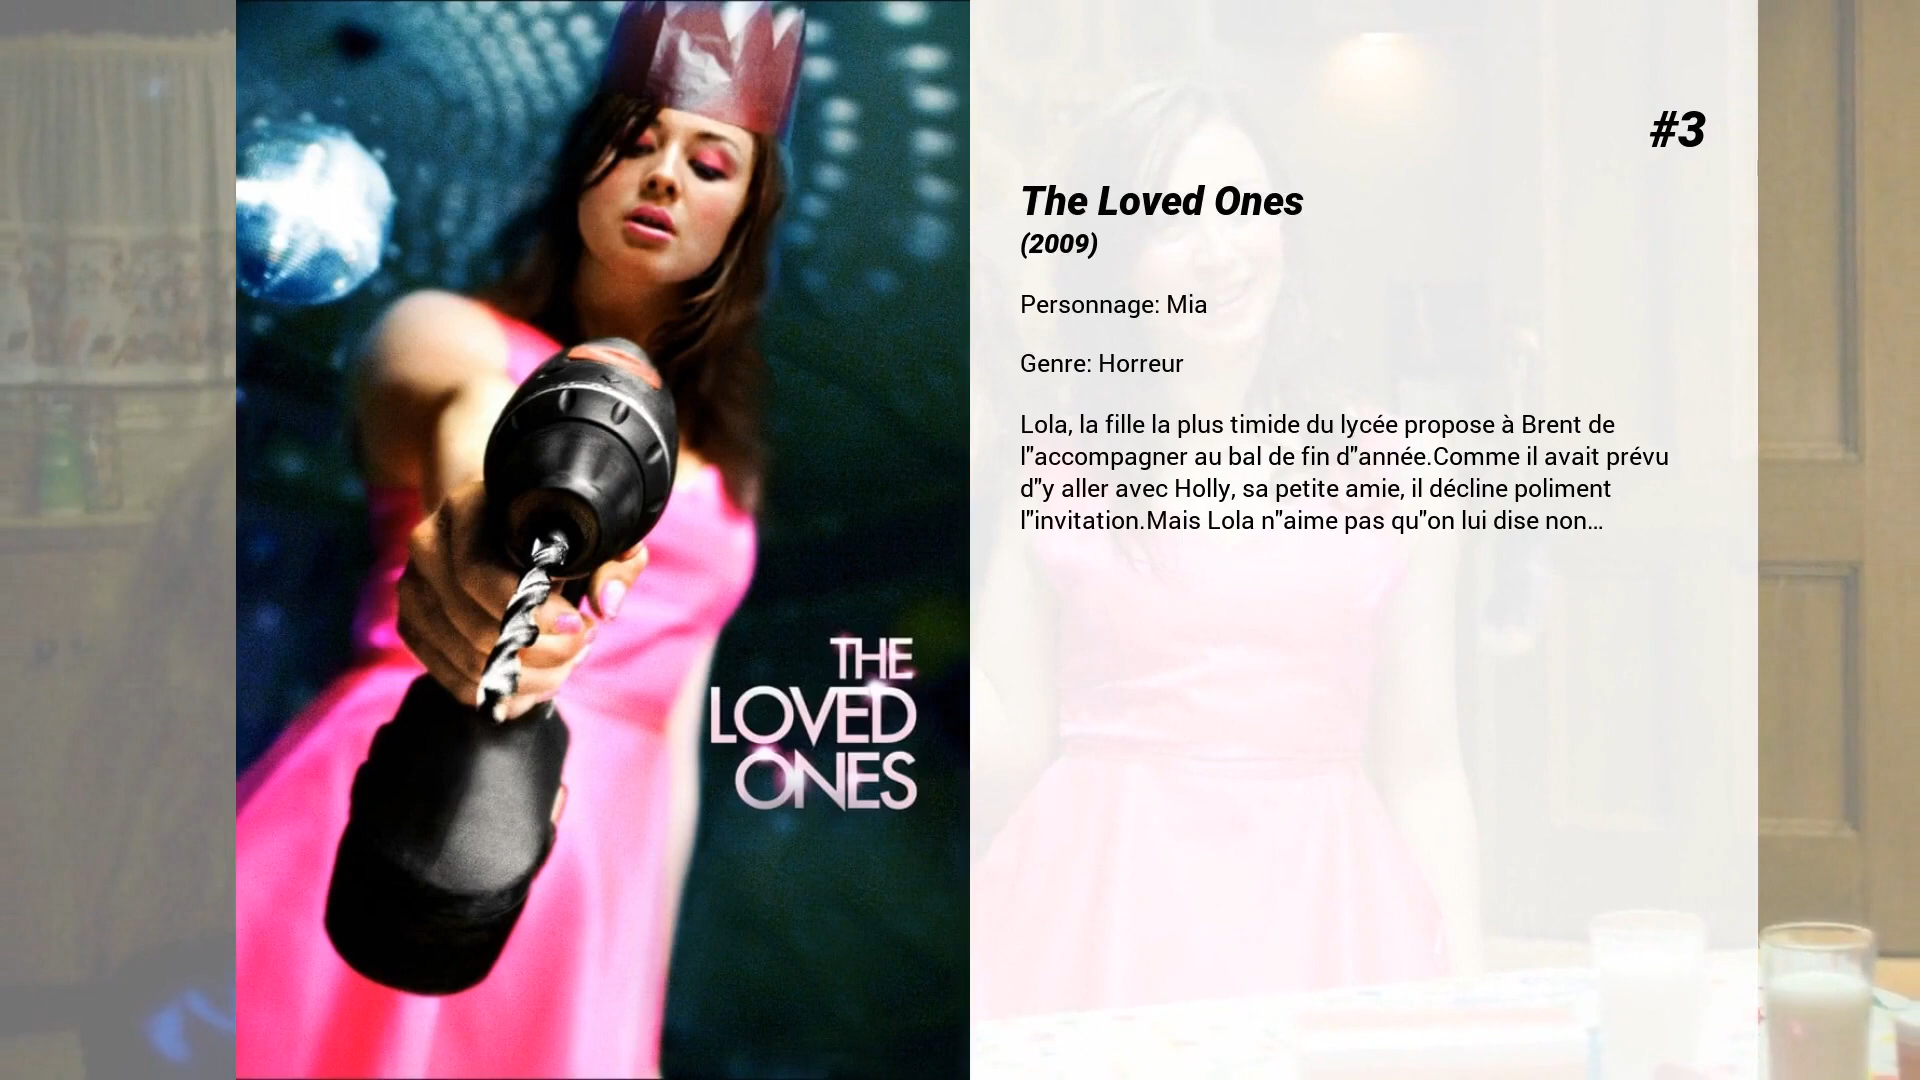 THE
LOVED
ONES
#3
The Loved Ones
(2009)
Personnage: Mia
Genre: Horreur
Lola, la fille la plus timide du lycée propose à Brent de
l"accompagner au bal de fin d"année.Comme il avait prévu
d"y aller avec Holly, sa petite amie, il décline poliment
l"invitation.Mais Lola n"aime pas qu"on lui dise non...